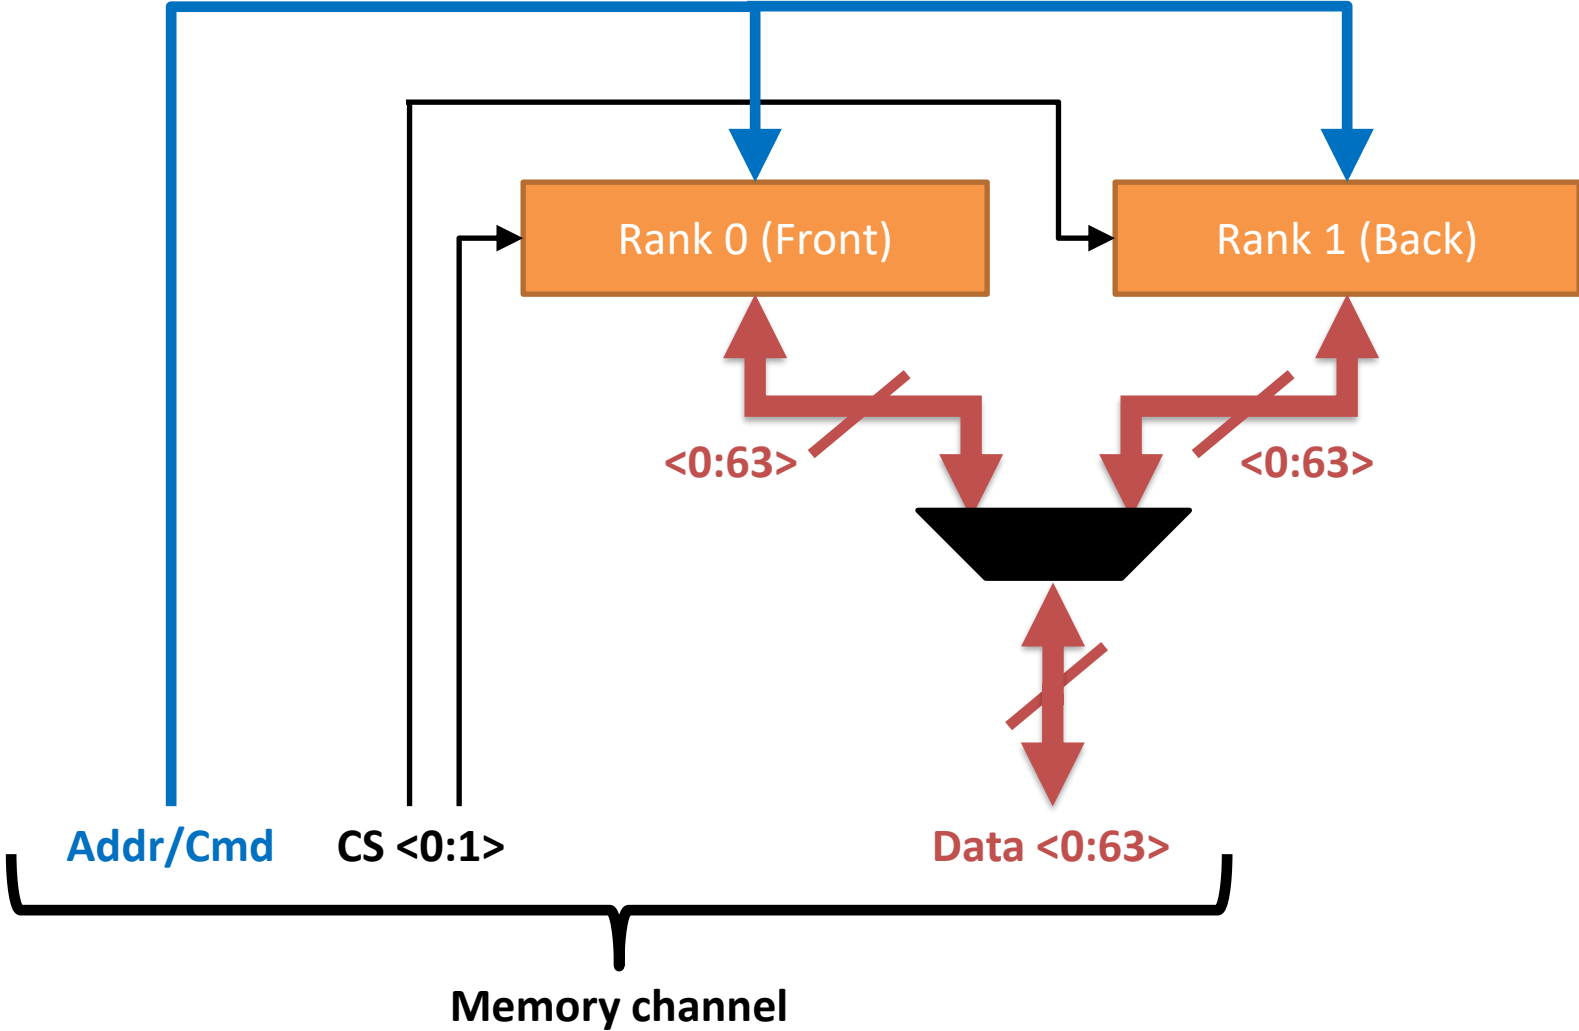 Rank 0 (Front)
Rank 1 (Back)
<0:63>
<0:63>
Addr/Cmd
CS <0:1>
Data <0:63>
Memory channel